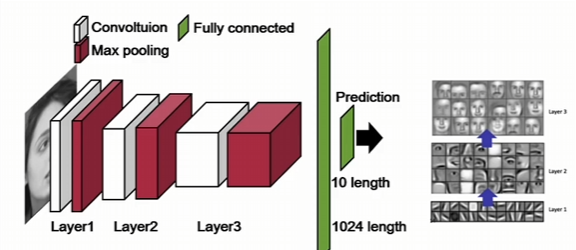 Convoltuion
Fully connected
Max pooling
Prediction
10 length
1024 length
Layer1
Layer2
Layer3
Layer 3
Layer 2
Layer 1